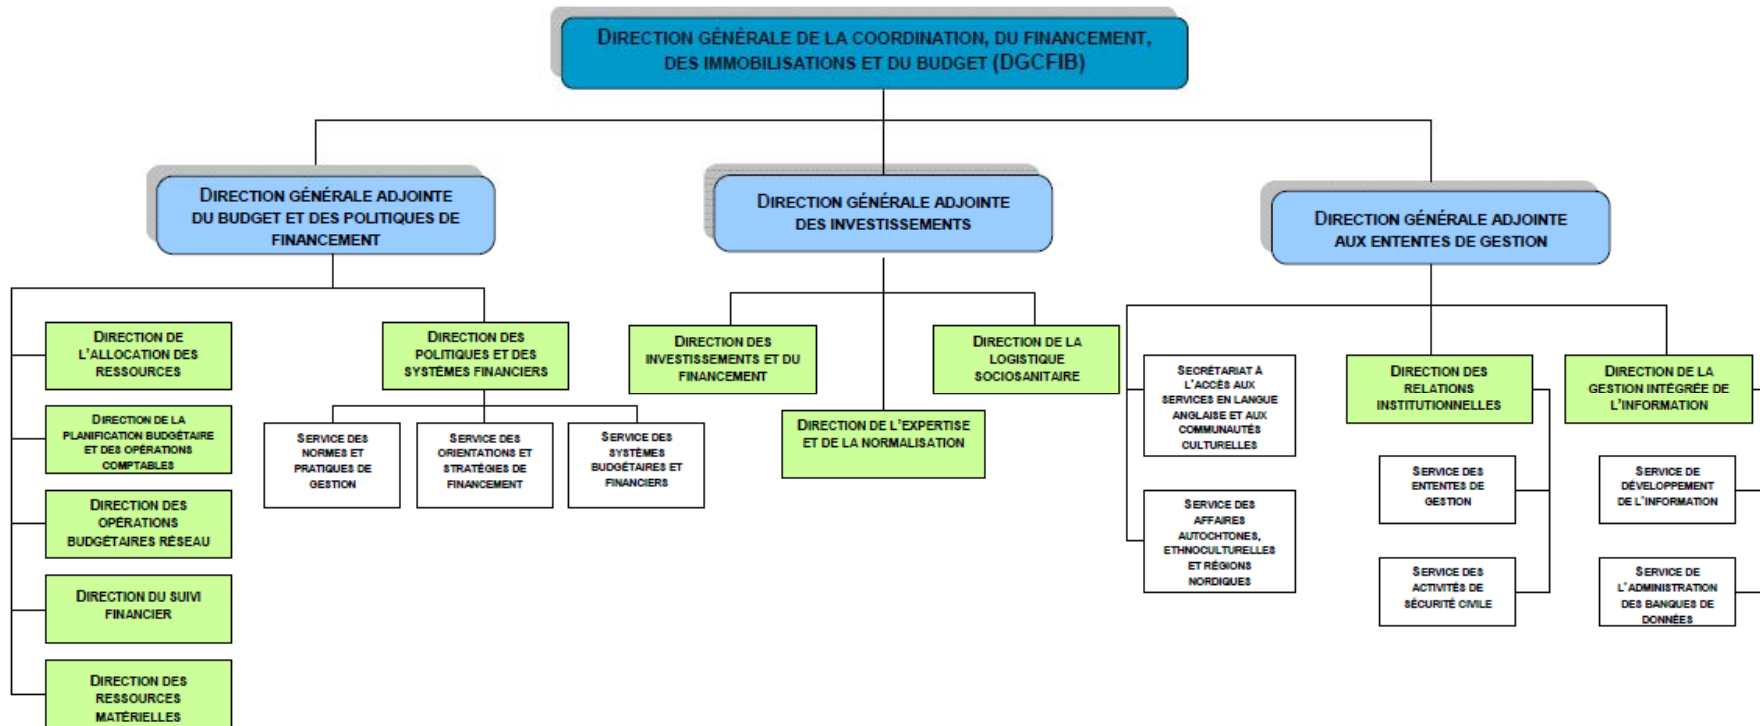 DIRECTION GÉNÉRALE DE LA COORDINATION, DU FINANCEMENT,
DES IMMOBILISATIONS ET DU BUDGET (DGCFIB)
DIRECTION GÉNÉRALE ADJOINTE
DU BUDGET ET DES POLITIQUES DE
FINANCEMENT
DIRECTION GÉNÉRALE ADJOINTE
DES INVESTISSEMENTS
DIRECTION GÉNÉRALE ADJOINTE
AUX ENTENTES DE GESTION
DIRECTION DE
L'ALLOCATION DES
RESSOURCES
DIRECTION DE LA
PLANIFICATION BUDGÉTAIRE
ET DES OPÉRATIONS
COMPTABLES
DIRECTION DES
OPÉRATIONS
BUDGÉTAIRES RÉSEAU
DIRECTION DU SUIVI
FINANCIER
DIRECTION DES
RESSOURCES
MATÉRIELLES
DIRECTION DES
POLITIQUES ET DES
SYSTÈMES FINANCIERS
SERVICE DES
NORMES ET
PRATIQUES DE
GESTION
SERVICE DES
ORIENTATIONS ET
STRATÉGIES DE
FINANCEMENT
SERVICE DES
SYSTÈMES
BUDGÉTAIRES ET
FINANCIERS
DIRECTION DES
INVESTISSEMENTS ET DU
FINANCEMENT
DIRECTION DE L'EXPERTISE
ET DE LA NORMALISATION
DIRECTION DE LA
LOGISTIQUE
SOCIOSANITAIRE
SECRÉTARIAT À
L'ACCÈS AUX
SERVICES EN LANGUE
ANGLAISE ET AUX
COMMUNAUTÉS
CULTURELLES
SERVICE DES
AFFAIRES
AUTOCHTONES,
ETHNOCULTURELLES
ET RÉGIONS
NORDIQUES
DIRECTION DES
RELATIONS
INSTITUTIONNELLES
SERVICE DES
ENTENTES DE
GESTION
SERVICE DES
ACTIVITÉS DE
SÉCURITÉ CIVILE
DIRECTION DE LA
GESTION INTÉGRÉE DE
L'INFORMATION
SERVICE DE
DÉVELOPPEMENT
DE L'INFORMATION
SERVICE DE
L'ADMINISTRATION
DES BANQUES DE
DONNÉES